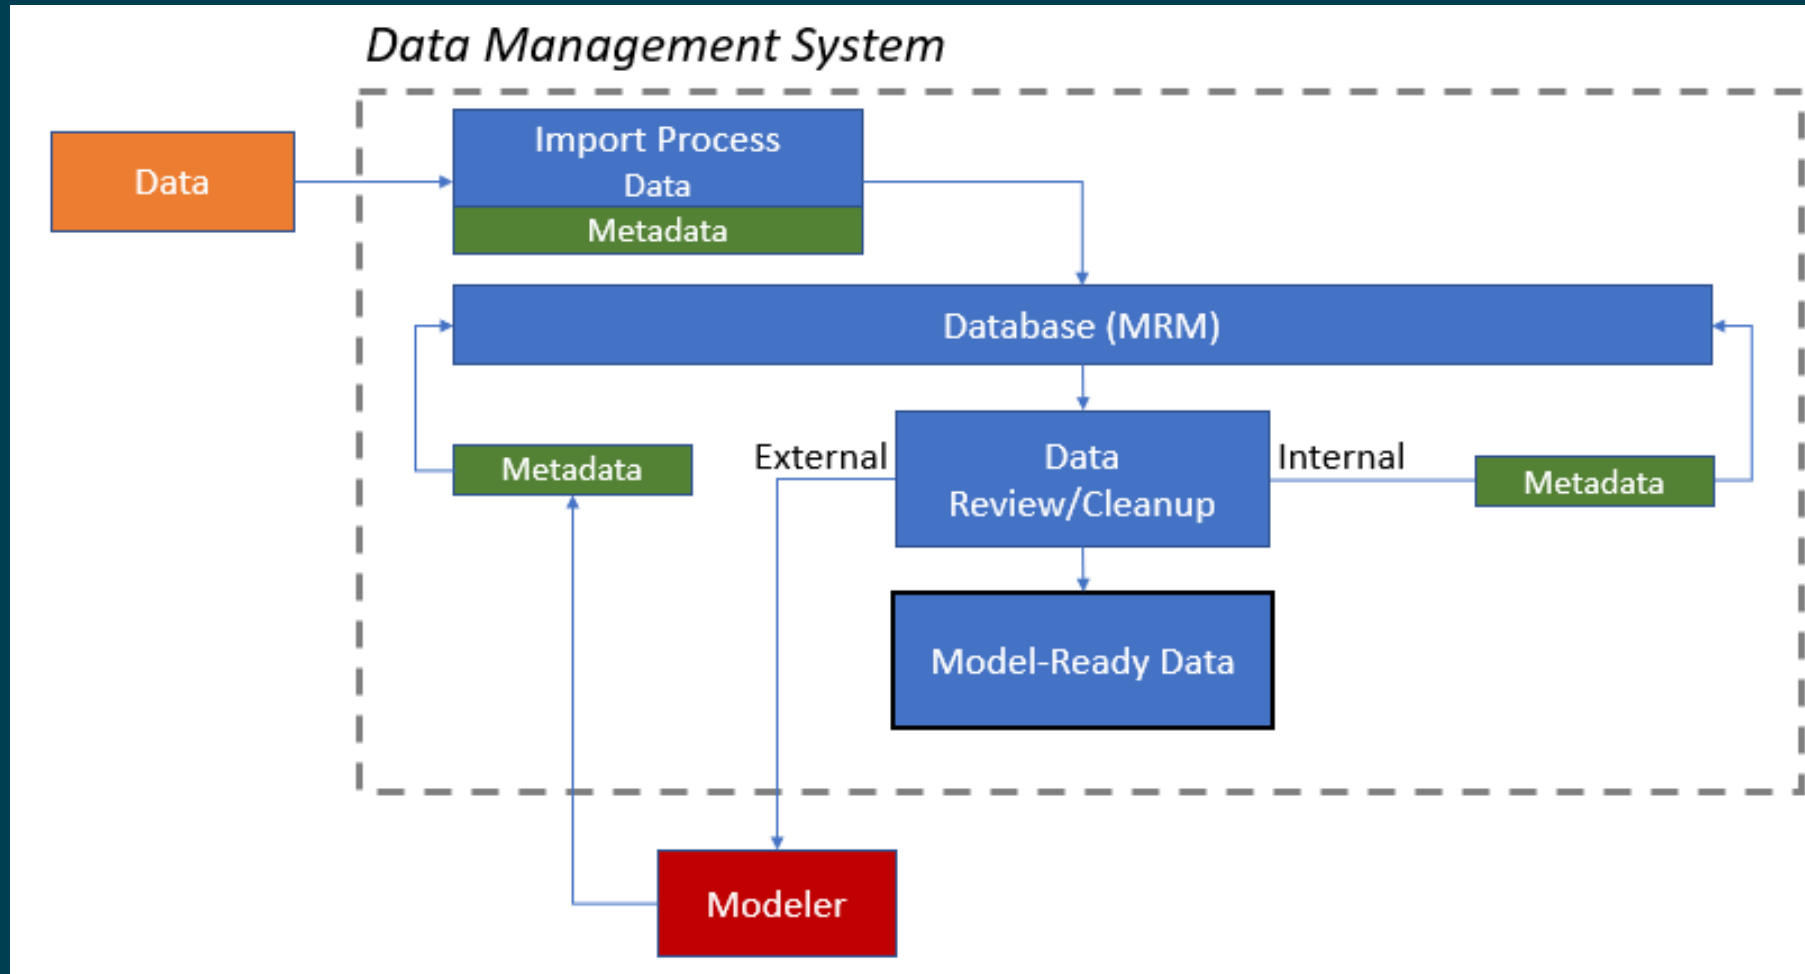 Data Management System
Data
Import Process
Data
Metadata
Database (MRM)
External
Data
Review/Cleanup
Internal
Metadata
Metadata
Model-Ready Data
Modeler